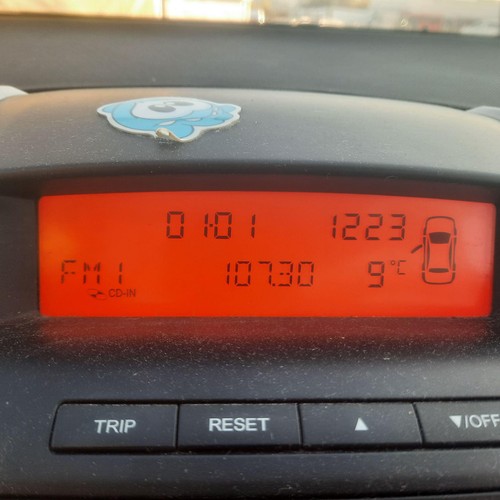 0101 1223
FM1 107.30 9°C
CD-IN
TRIP RESET ▲ ▼/OFF